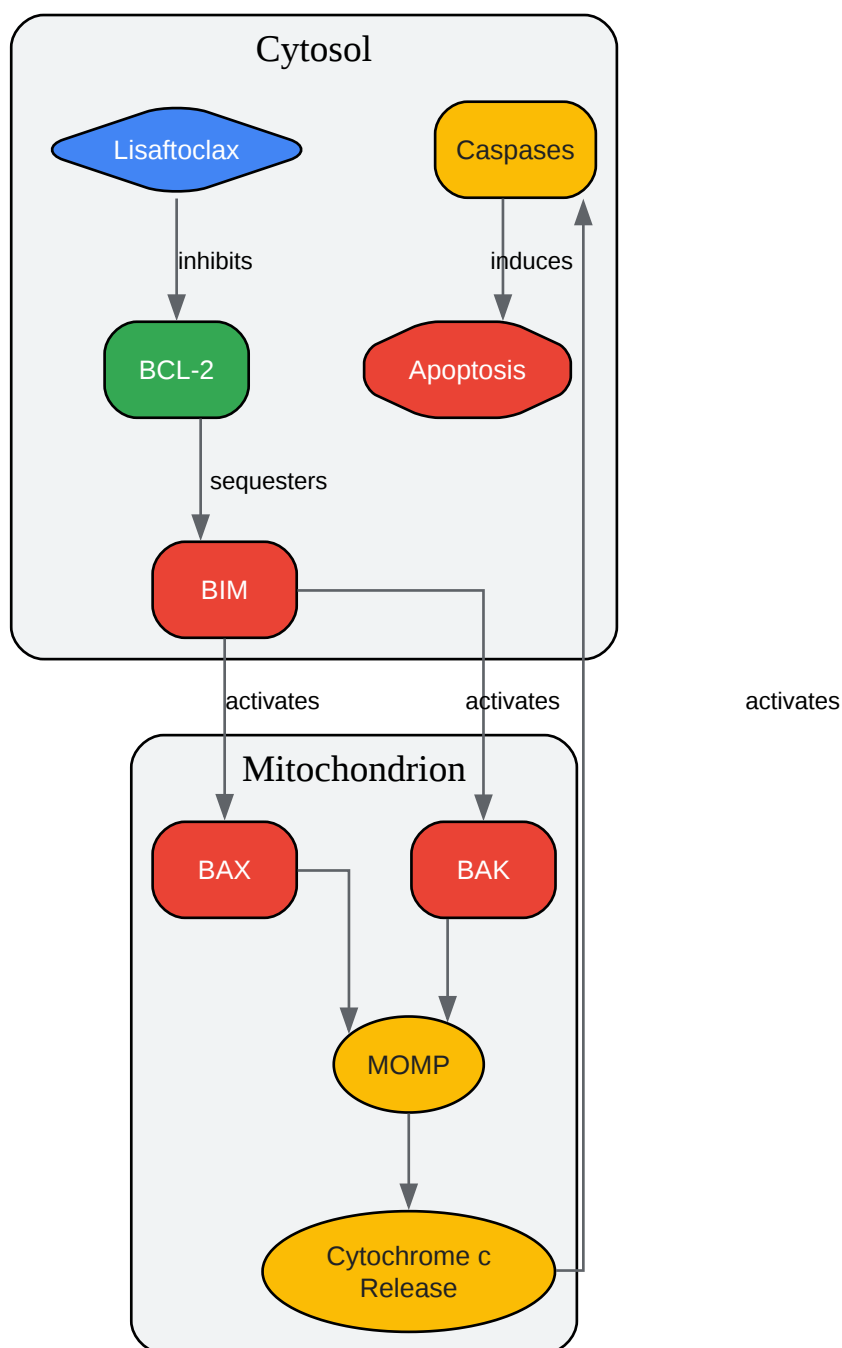 Cytosol
Lisaftoclax
Caspases
inhibits
induces
BCL-2
Apoptosis
sequesters
BIM
activates
activates
activates
Mitochondrion
BAX
BAK
MOMP
Cytochrome c
Release